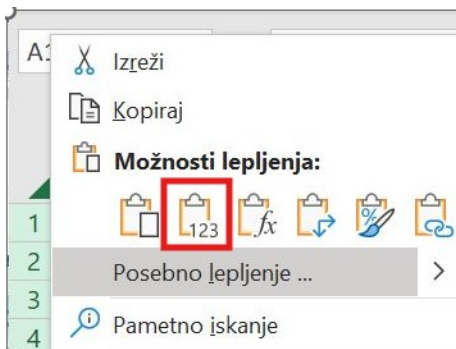 A1
Izreži
Kopiraj
Možnosti lepljenja:
123 fx %
1
2 Posebno lepljenje ... >
3
4 Pametno iskanje